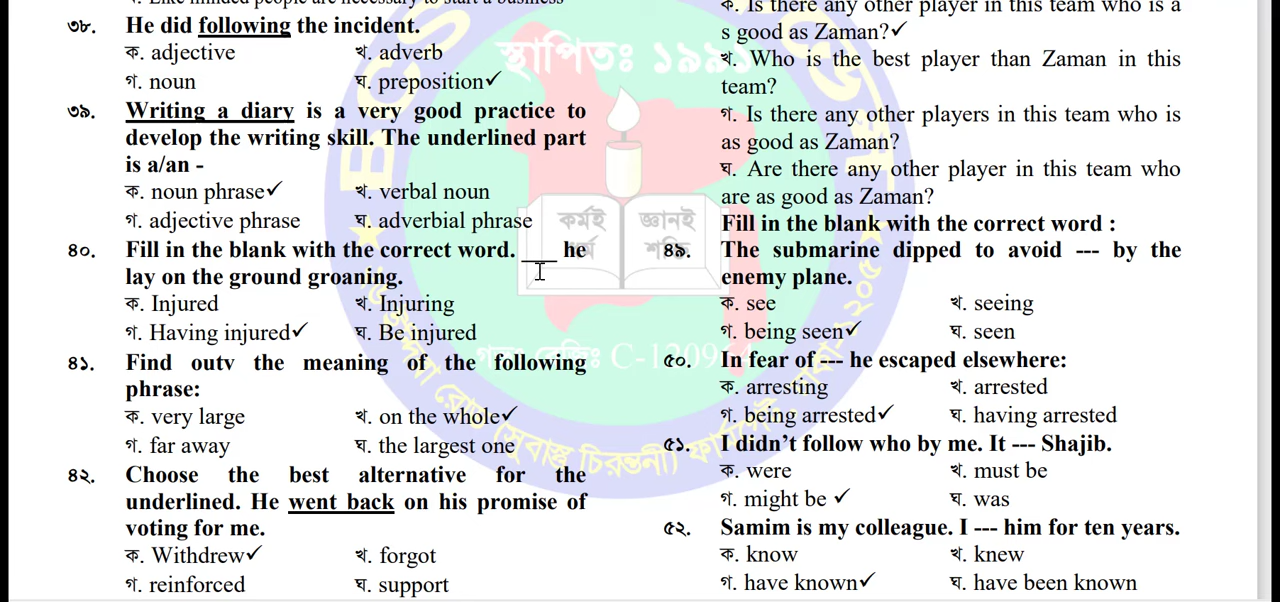 ৩৮. He did following the incident.
ক. adjective খ. adverb
গ. noun ঘ. preposition✓
৩৯. Writing a diary is a very good practice to
develop the writing skill. The underlined part
is a/an -
ক. noun phrase✓ খ. verbal noun
গ. adjective phrase ঘ. adverbial phrase
৪০. Fill in the blank with the correct word. ___ he
lay on the ground groaning.
ক. Injured খ. Injuring
গ. Having injured✓ ঘ. Be injured
৪১. Find outv the meaning of the following
phrase:
ক. very large খ. on the whole✓
গ. far away ঘ. the largest one
৪২. Choose the best alternative for the
underlined. He went back on his promise of
voting for me.
ক. Withdrew✓ খ. forgot
গ. reinforced ঘ. support
ক. Is there any other player in this team who is a
s good as Zaman?✓
খ. Who is the best player than Zaman in this
team?
গ. Is there any other players in this team who is
as good as Zaman?
ঘ. Are there any other player in this team who
are as good as Zaman?
Fill in the blank with the correct word :
৪৯. The submarine dipped to avoid --- by the
enemy plane.
ক. see খ. seeing
গ. being seen✓ ঘ. seen
৫০. In fear of --- he escaped elsewhere:
ক. arresting খ. arrested
গ. being arrested✓ ঘ. having arrested
৫১. I didn't follow who by me. It --- Shajib.
ক. were খ. must be
গ. might be ✓ ঘ. was
৫২. Samim is my colleague. I --- him for ten years.
ক. know খ. knew
গ. have known✓ ঘ. have been known
স্থাপিতঃ ১৯৯১
BCS
কর্মই ধর্ম
জ্ঞানই শক্তি